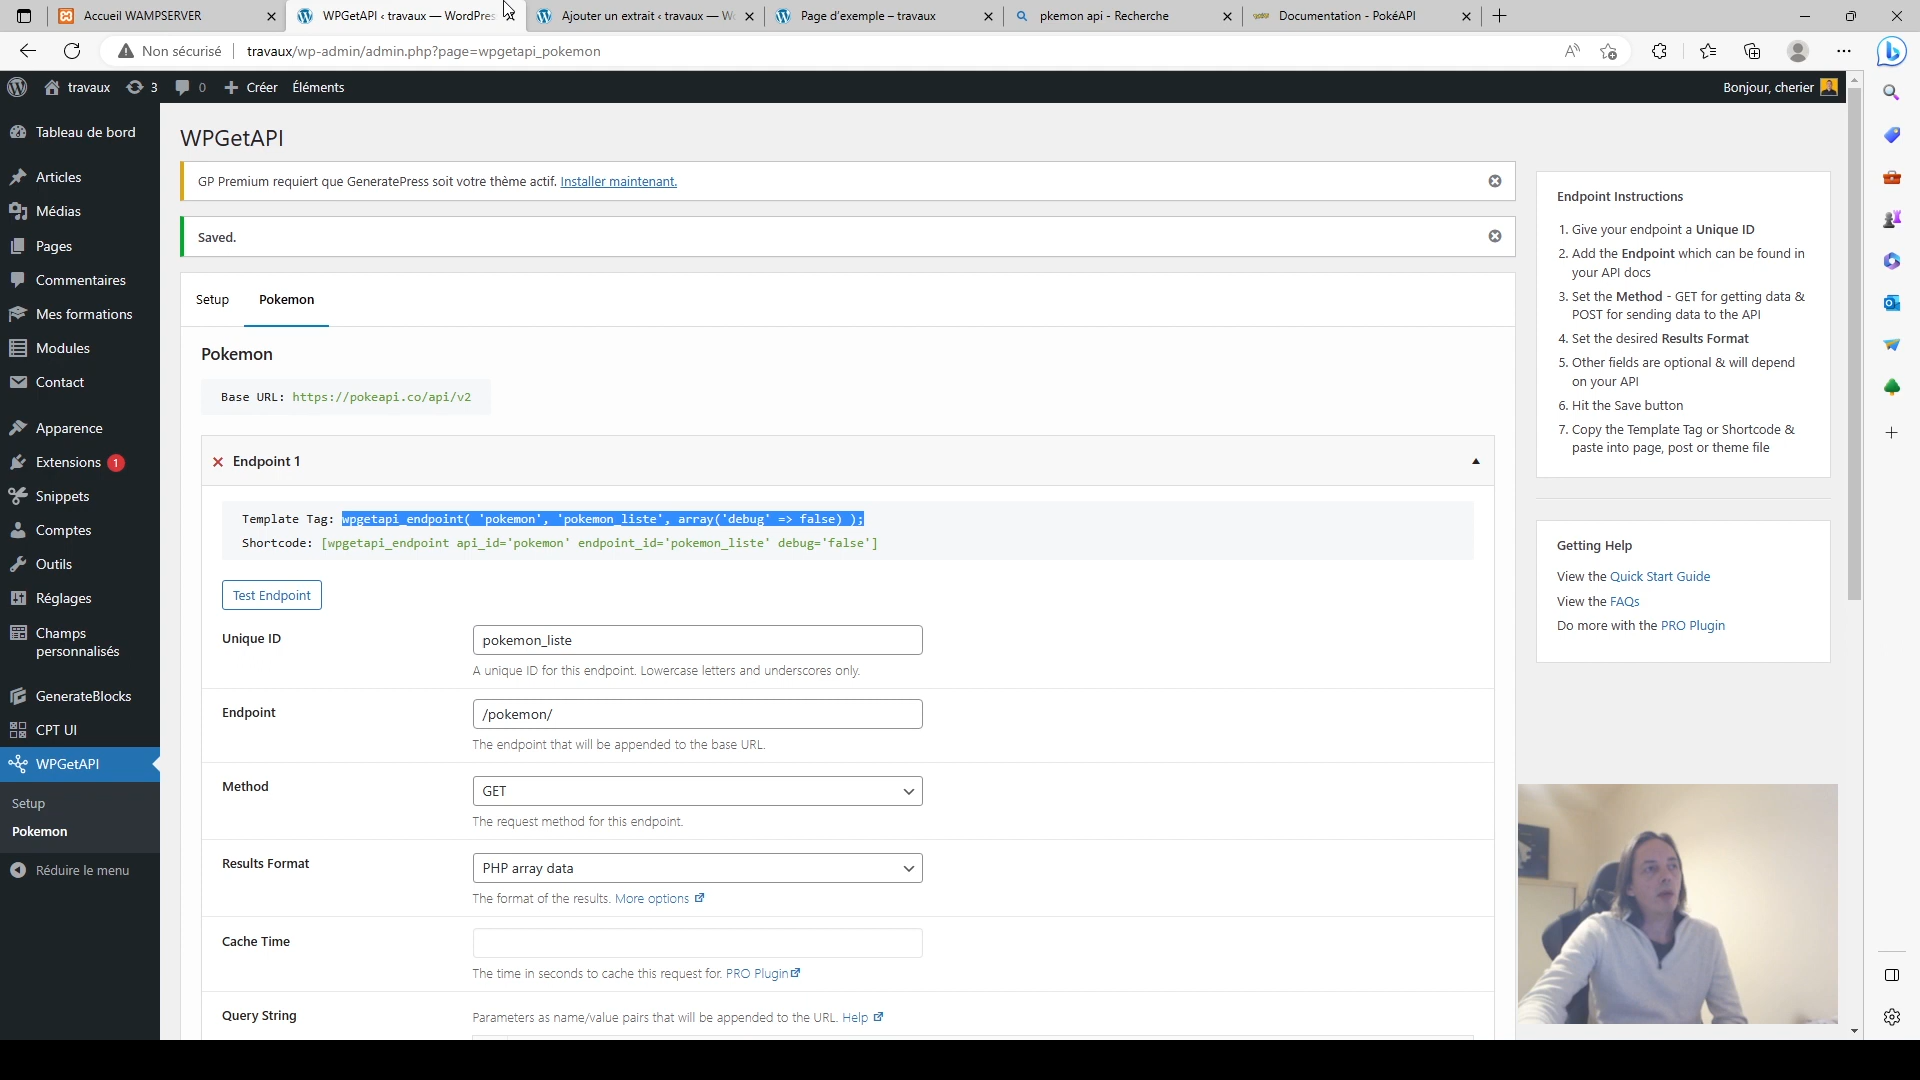 Accueil WAMPSERVER
WPGetAPI ‹ travaux — WordPres
Ajouter un extrait ‹ travaux — W
Page d'exemple – travaux
pkemon api - Recherche
Documentation - PokéAPI
Non sécurisé
travaux/wp-admin/admin.php?page=wpgetapi_pokemon
travaux
3
0
Créer
Éléments
Bonjour, cherier
Tableau de bord
Articles
Médias
Pages
Commentaires
Mes formations
Modules
Contact
Apparence
Extensions 1
Snippets
Comptes
Outils
Réglages
Champs
personnalisés
GenerateBlocks
CPT UI
WPGetAPI
Setup
Pokemon
Réduire le menu
WPGetAPI
GP Premium requiert que GeneratePress soit votre thème actif. Installer maintenant.
Saved.
Setup
Pokemon
Pokemon
Base URL: https://pokeapi.co/api/v2
Endpoint 1
Template Tag: wpgetapi_endpoint( 'pokemon', 'pokemon_liste', array('debug' => false) );
Shortcode: [wpgetapi_endpoint api_id='pokemon' endpoint_id='pokemon_liste' debug='false']
Test Endpoint
Unique ID
pokemon_liste
A unique ID for this endpoint. Lowercase letters and underscores only.
Endpoint
/pokemon/
The endpoint that will be appended to the base URL.
Method
GET
The request method for this endpoint.
Results Format
PHP array data
The format of the results. More options
Cache Time
The time in seconds to cache this request for. PRO Plugin
Query String
Parameters as name/value pairs that will be appended to the URL. Help
Endpoint Instructions
1. Give your endpoint a Unique ID
2. Add the Endpoint which can be found in
your API docs
3. Set the Method - GET for getting data &
POST for sending data to the API
4. Set the desired Results Format
5. Other fields are optional & will depend
on your API
6. Hit the Save button
7. Copy the Template Tag or Shortcode &
paste into page, post or theme file
Getting Help
View the Quick Start Guide
View the FAQs
Do more with the PRO Plugin